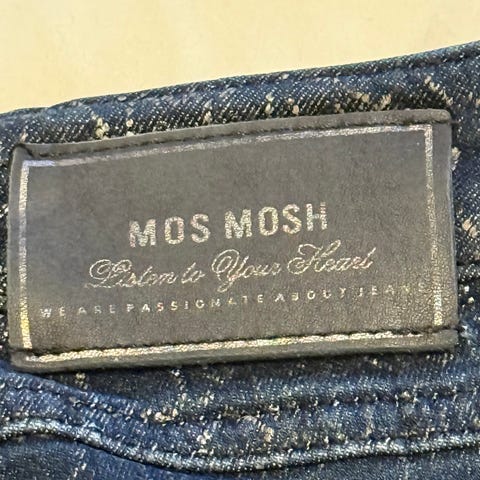 MOS MOSH
Listen to Your Heart
WE ARE PASSIONATE ABOUT JEANS